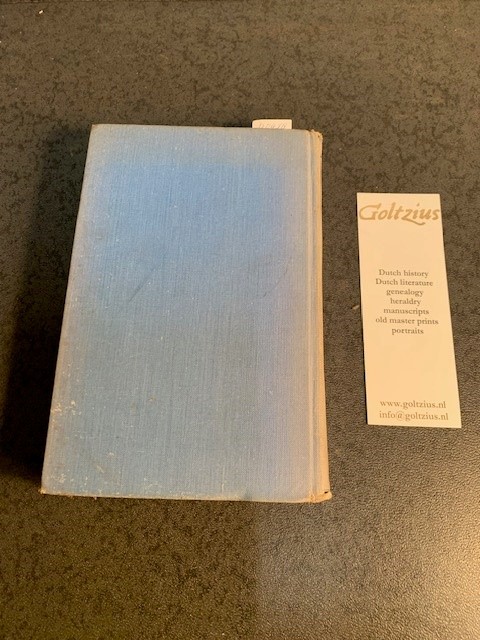 Goltzius
Dutch history
Dutch literature
genealogy
heraldry
manuscripts
old master prints
portraits
www.goltzius.nl
info@goltzius.nl